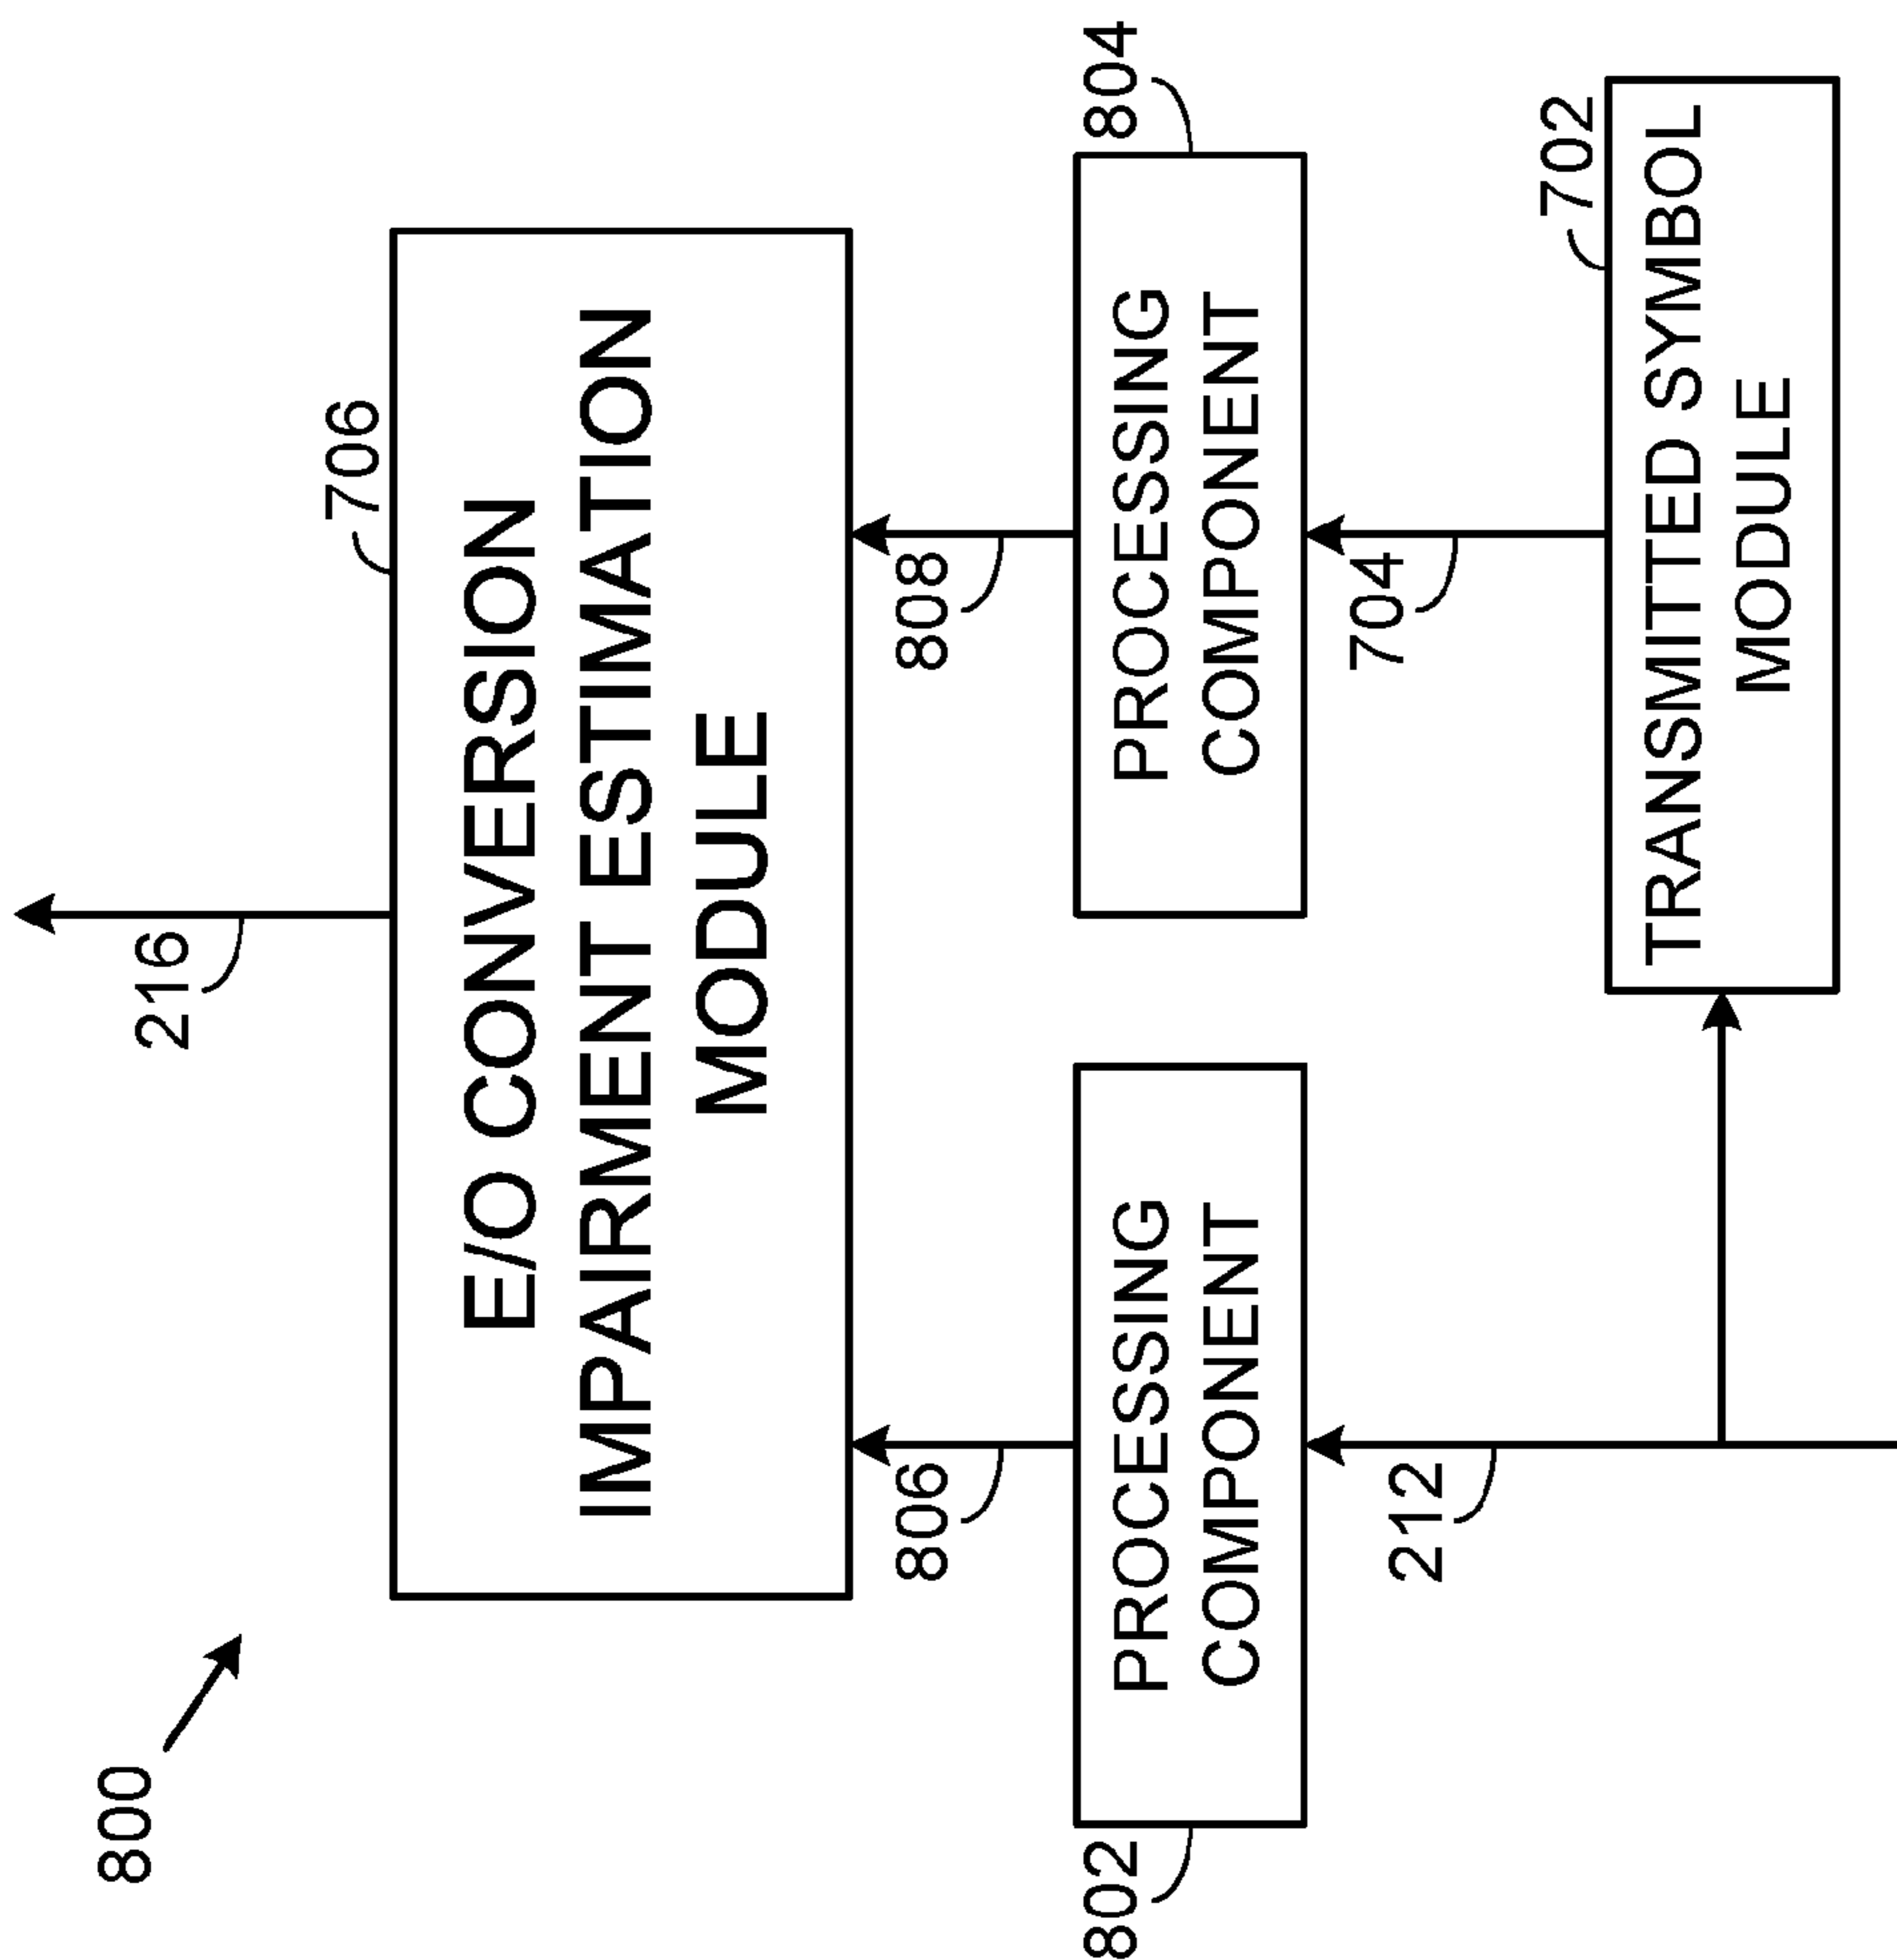 800
216
706
E/O CONVERSION
IMPAIRMENT ESTIMATION
MODULE
806
808
802
PROCESSING
COMPONENT
PROCESSING
COMPONENT
804
212
704
702
TRANSMITTED SYMBOL
MODULE